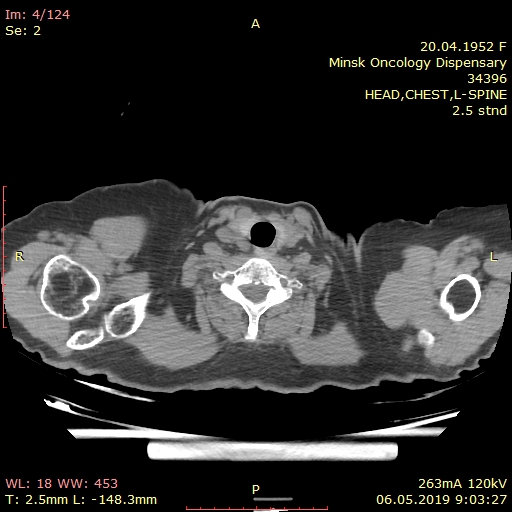 Im: 4/124
Se: 2
A
20.04.1952 F
Minsk Oncology Dispensary
34396
HEAD,CHEST,L-SPINE
2.5 stnd
R
L
WL: 18 WW: 453
T: 2.5mm L: -148.3mm
P
263mA 120kV
06.05.2019 9:03:27